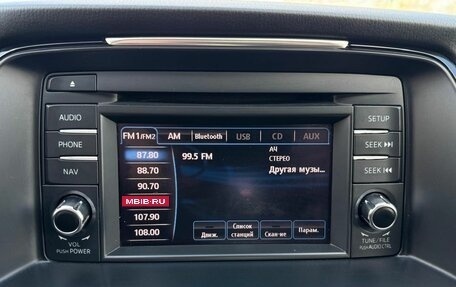 AUDIO
PHONE
NAV
VOL
PUSH POWER
FM1/FM2 AM Bluetooth USB CD AUX
87.80
88.70
90.70
MBIB.RU
107.90
108.00
99.5 FM
АЧ
СТЕРЕО
Другая музы...
Движ.
Список станций
Скан-ие
Парам.
SETUP
SEEK
SEEK
TUNE/FILE
PUSH AUDIO CTRL